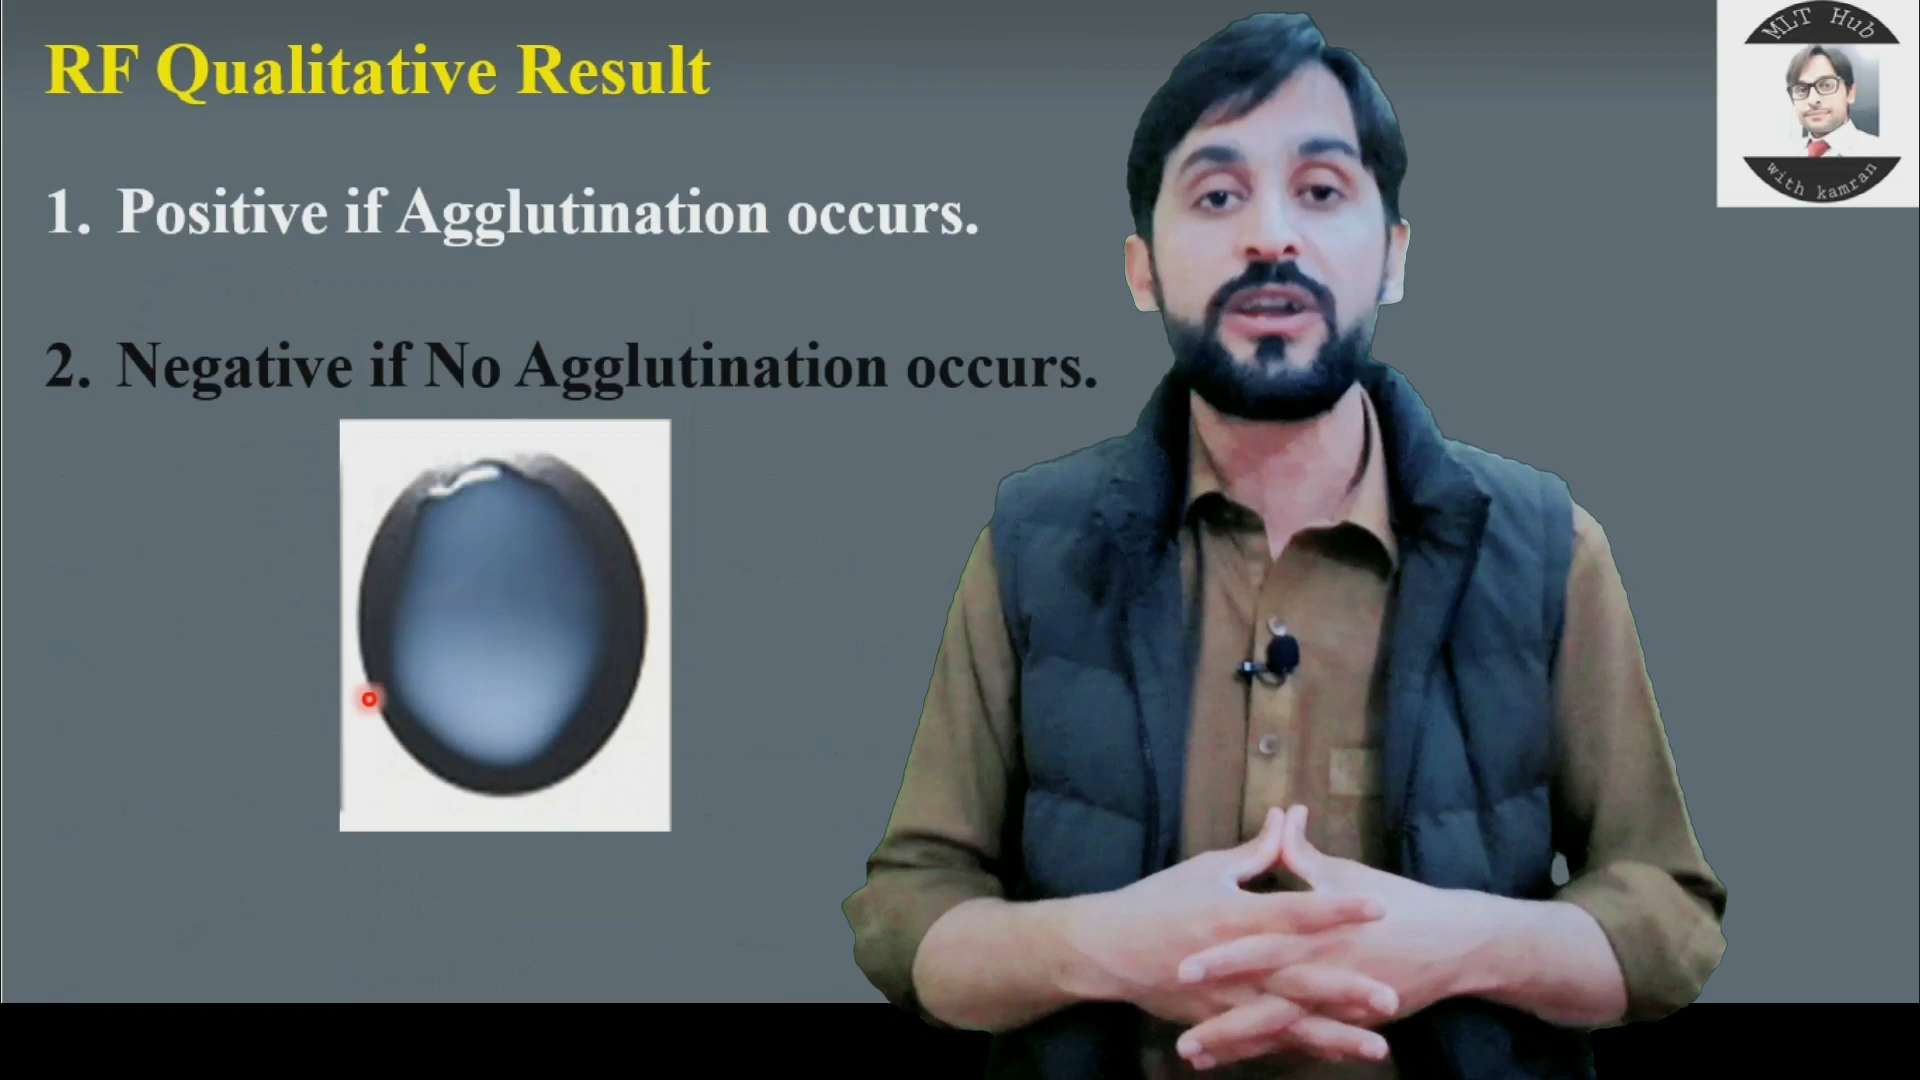 RF Qualitative Result
1. Positive if Agglutination occurs.
2. Negative if No Agglutination occurs.
MLT Hub
with kamran